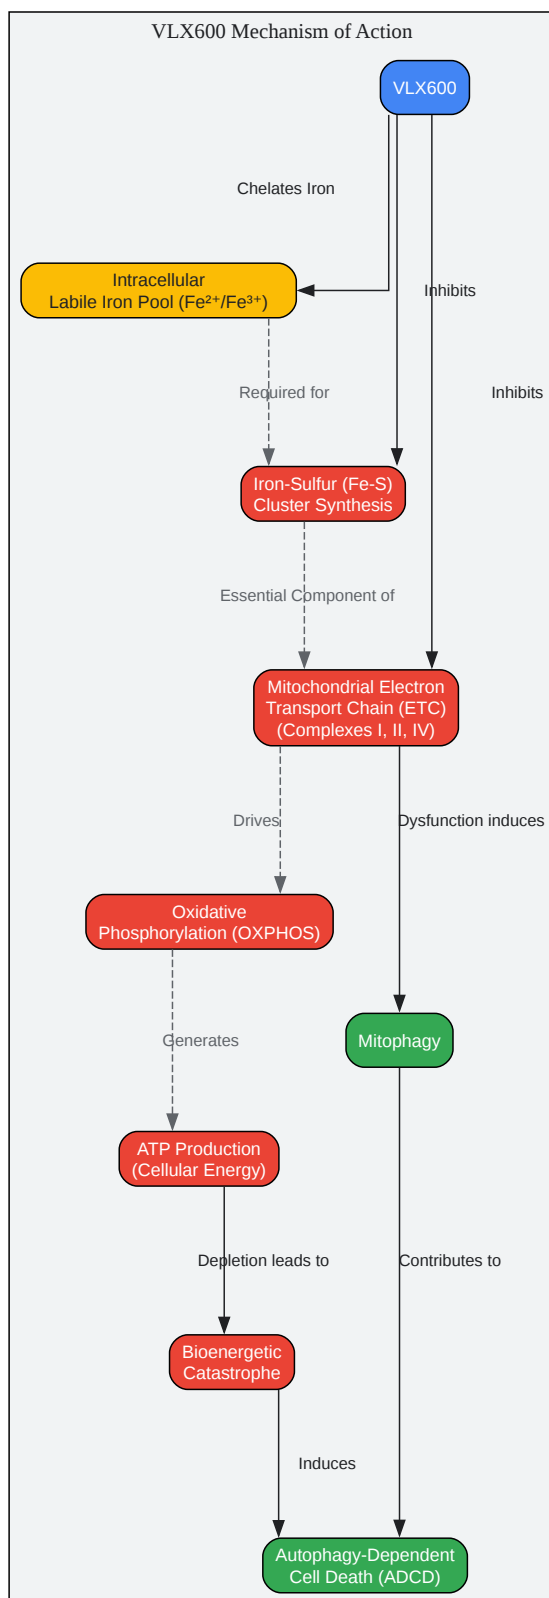 VLX600 Mechanism of Action
VLX600
Chelates Iron
Intracellular
Labile Iron Pool (Fe²⁺/Fe³⁺)
Inhibits
Required for
Inhibits
Iron-Sulfur (Fe-S)
Cluster Synthesis
Essential Component of
Mitochondrial Electron
Transport Chain (ETC)
(Complexes I, II, IV)
Drives
Dysfunction induces
Oxidative
Phosphorylation (OXPHOS)
Generates
Mitophagy
ATP Production
(Cellular Energy)
Depletion leads to
Contributes to
Bioenergetic
Catastrophe
Induces
Autophagy-Dependent
Cell Death (ADCD)